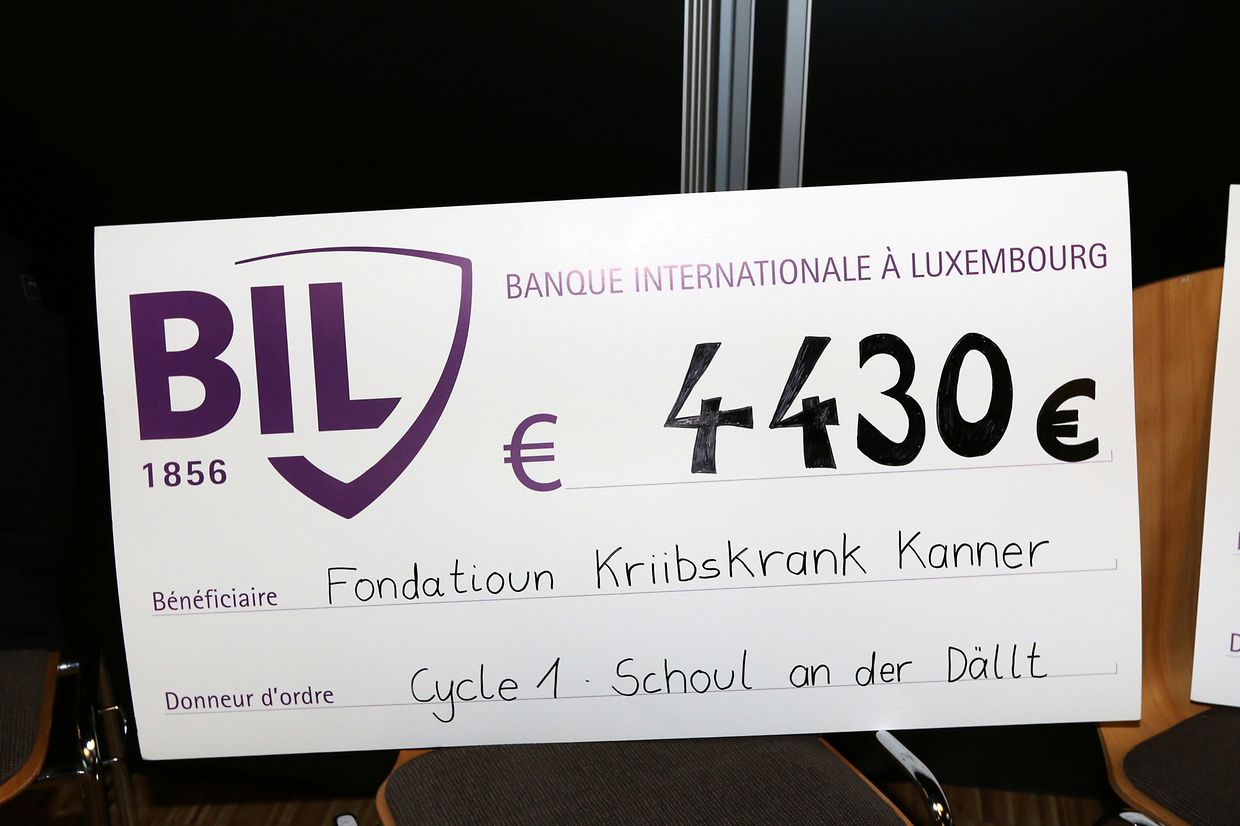 BIL
1856
BANQUE INTERNATIONALE À LUXEMBOURG
€ 4430 €
Bénéficiaire Fondatioun Kriibskrank Kanner
Donneur d'ordre Cycle 1 · Schoul an der Dällt